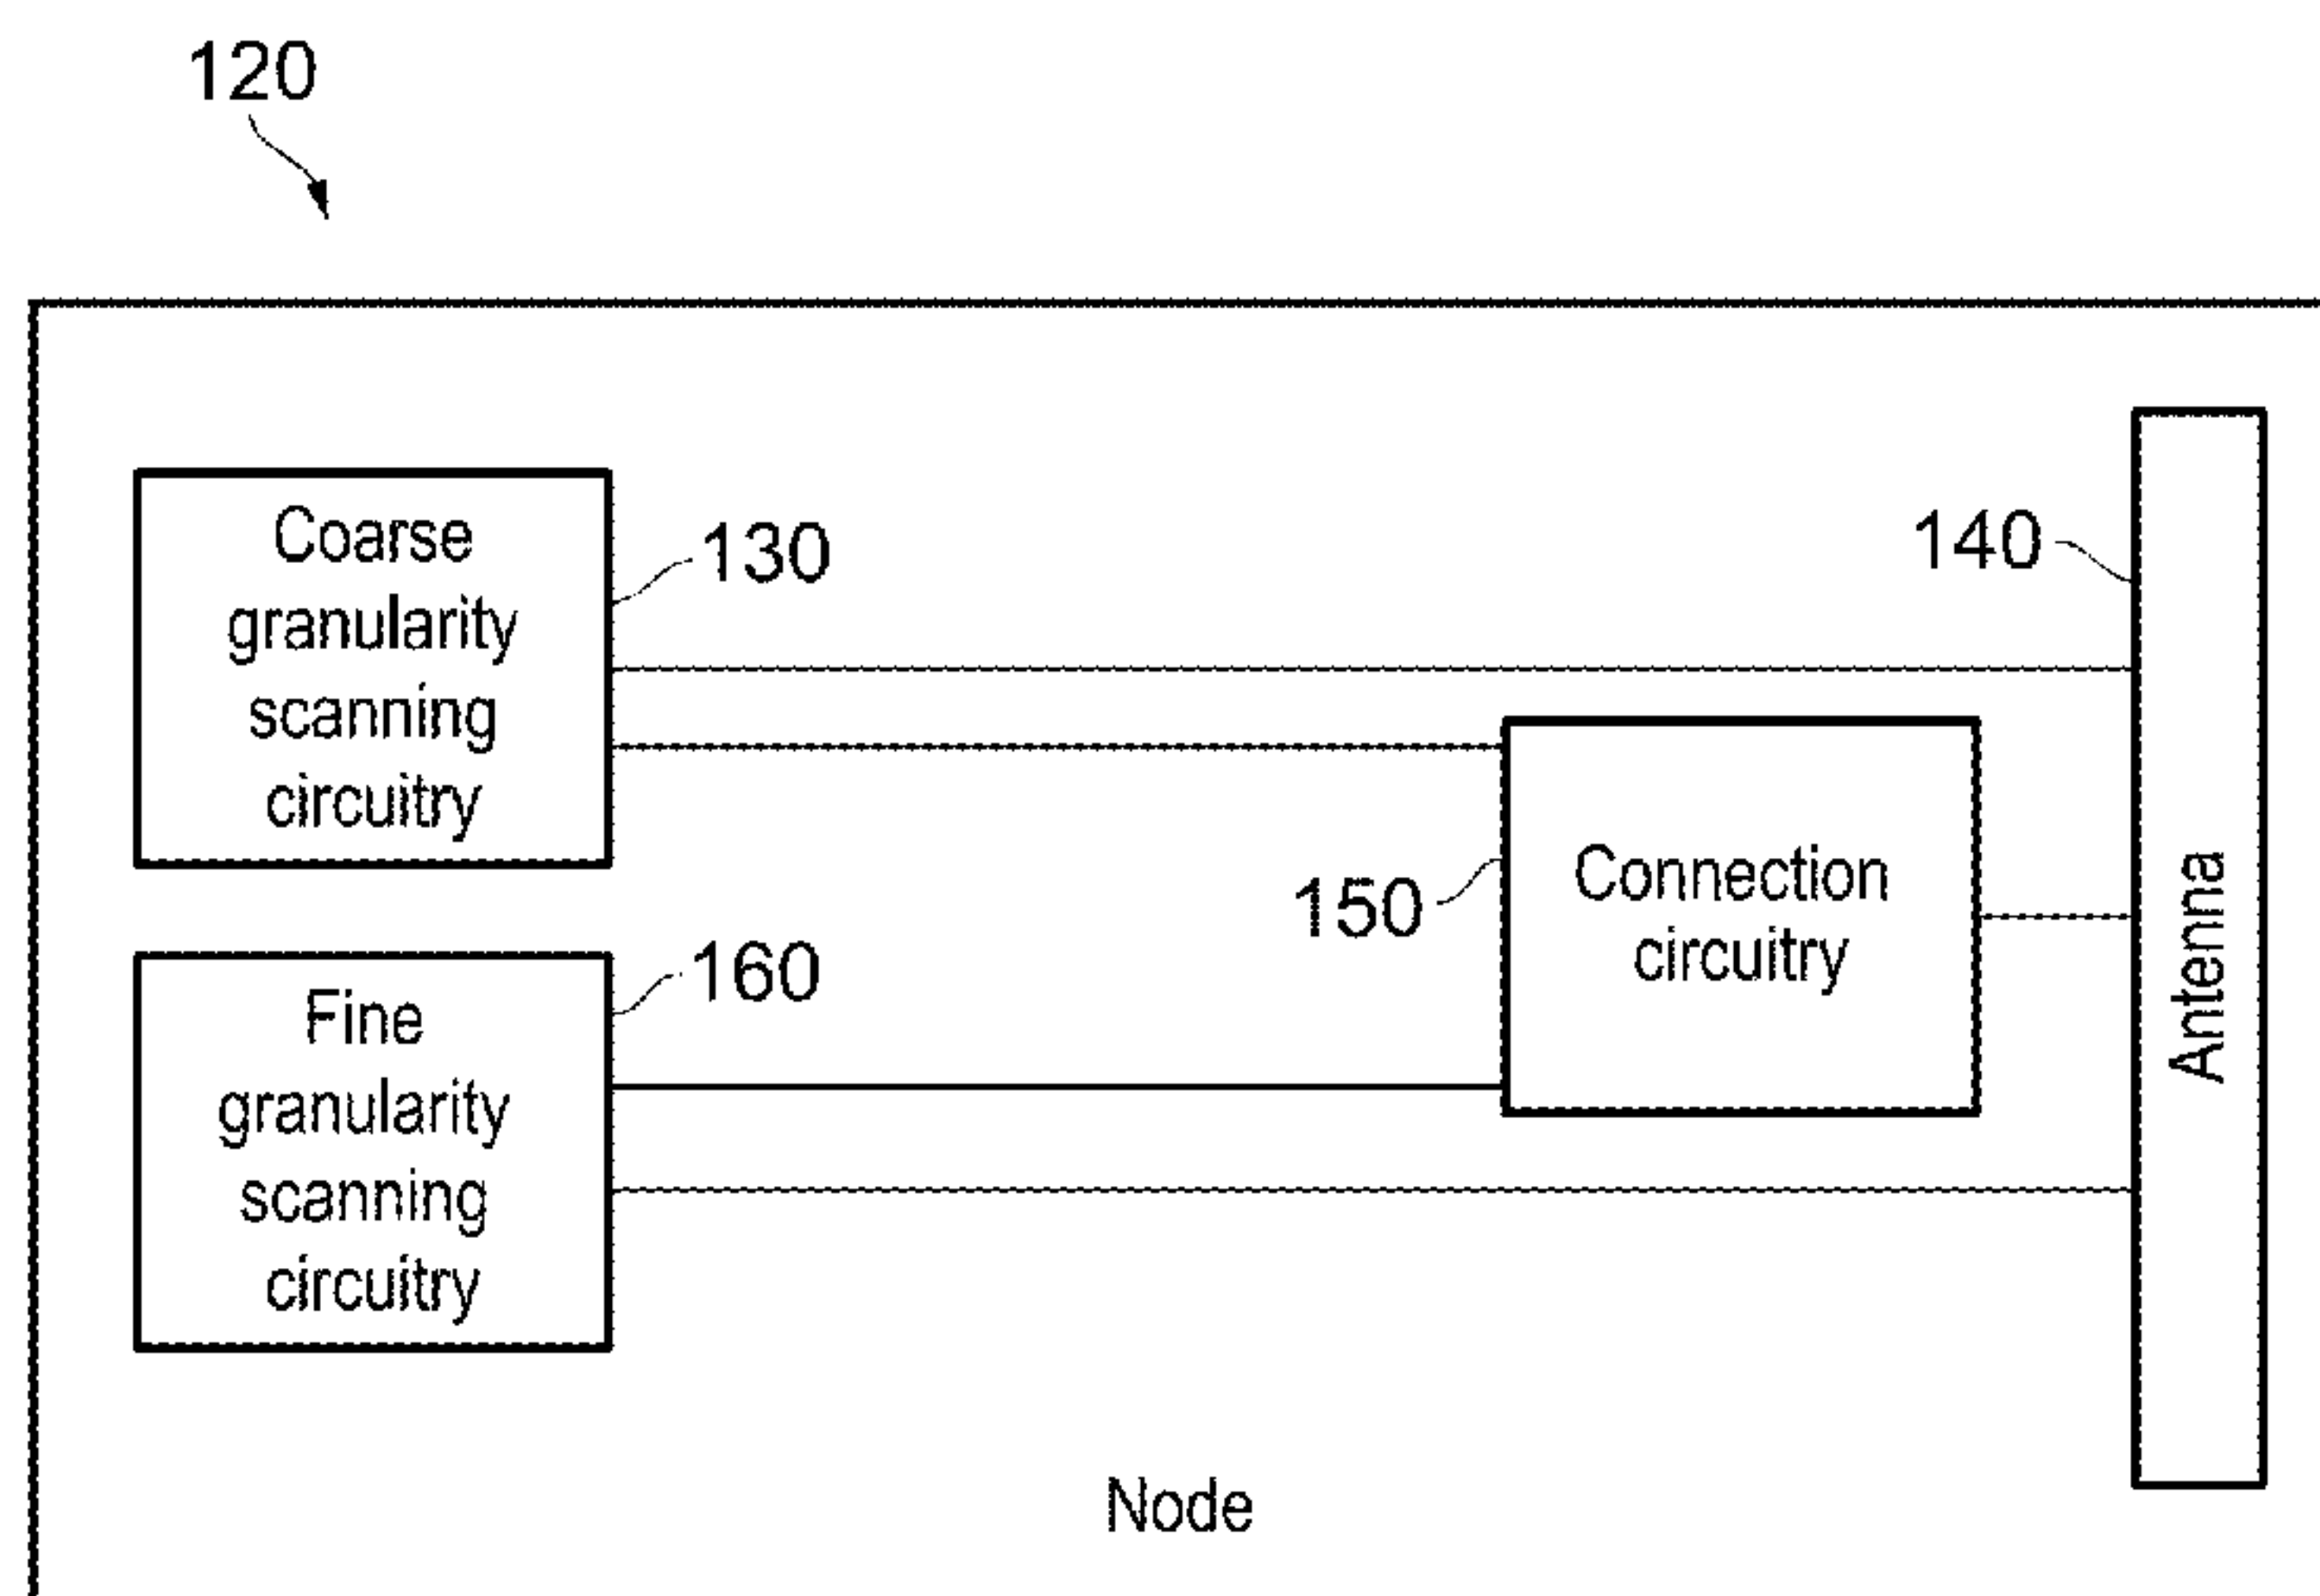 120
Coarse
granularity
scanning
circuitry
130
140
150
Connection
circuitry
Antenna
160
Fine
granularity
scanning
circuitry
Node